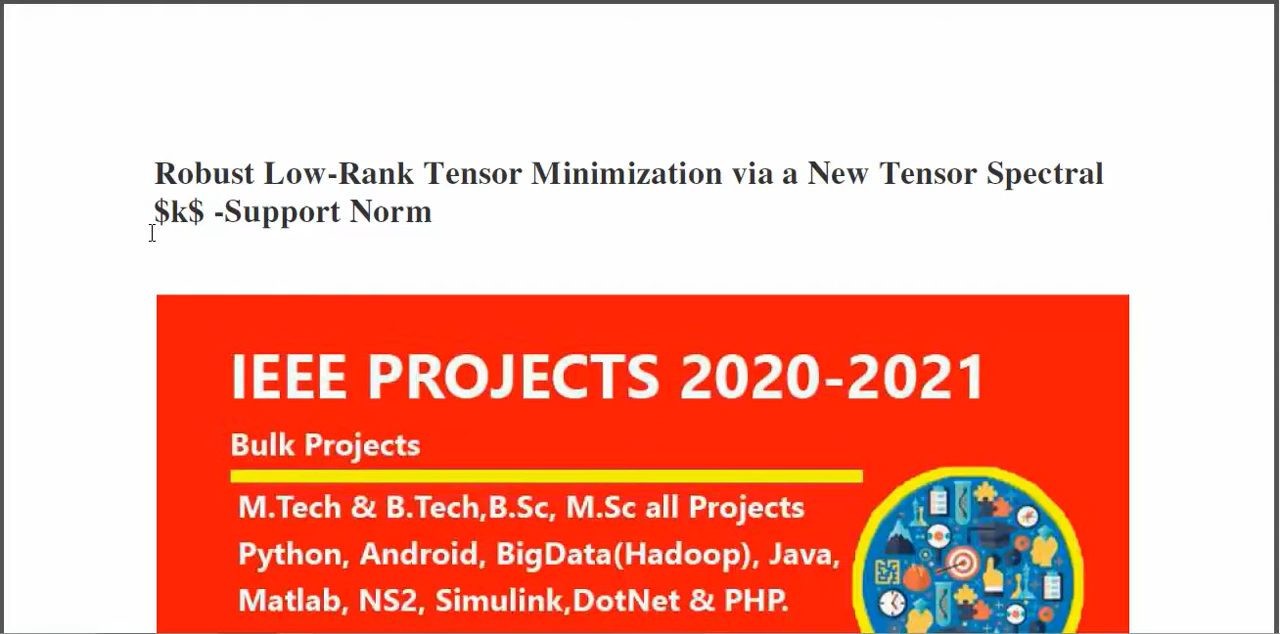 Robust Low-Rank Tensor Minimization via a New Tensor Spectral
$k$ -Support Norm
IEEE PROJECTS 2020-2021
Bulk Projects
M.Tech & B.Tech,B.Sc, M.Sc all Projects
Python, Android, BigData(Hadoop), Java,
Matlab, NS2, Simulink,DotNet & PHP.